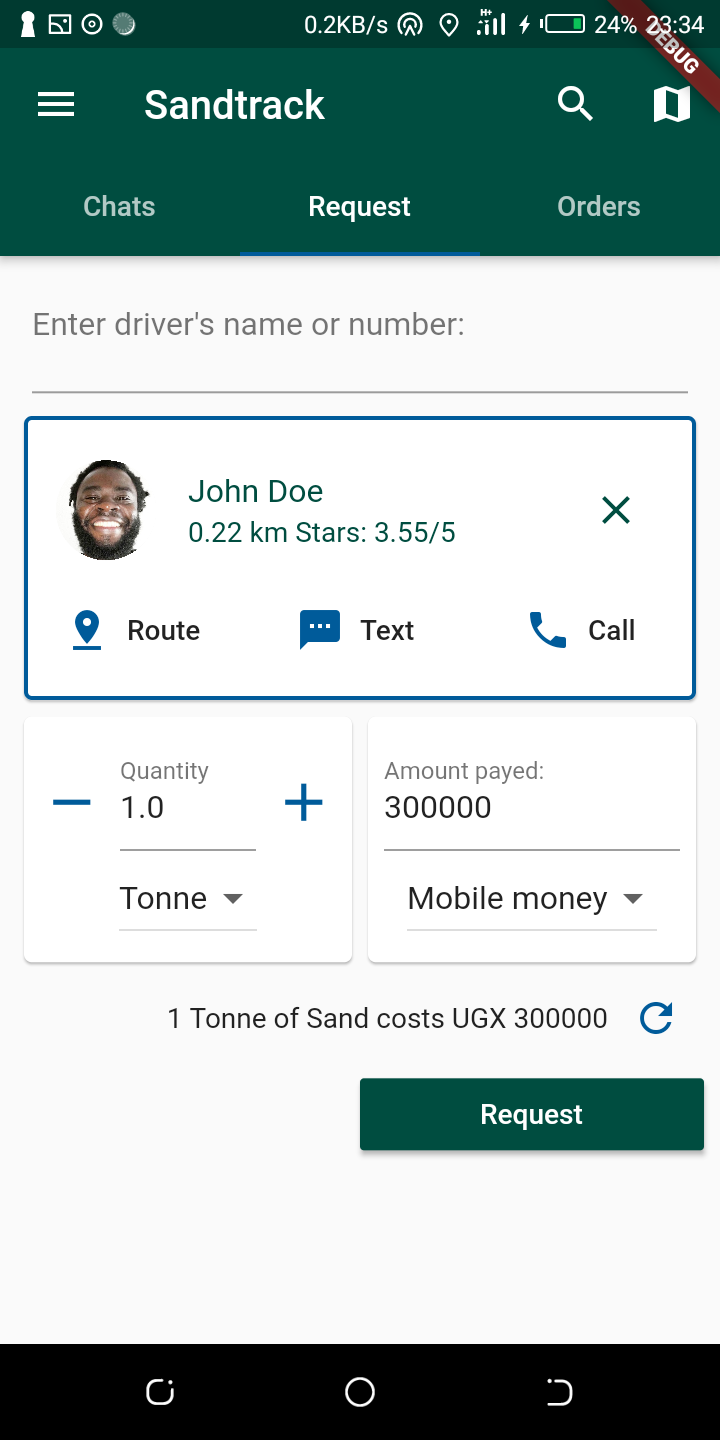 0.2KB/s H+ 24% 23:34
DEBUG
Sandtrack
Chats Request Orders
Enter driver's name or number:
John Doe
0.22 km Stars: 3.55/5
Route Text Call
Quantity Amount payed:
1.0 300000
Tonne Mobile money
1 Tonne of Sand costs UGX 300000
Request